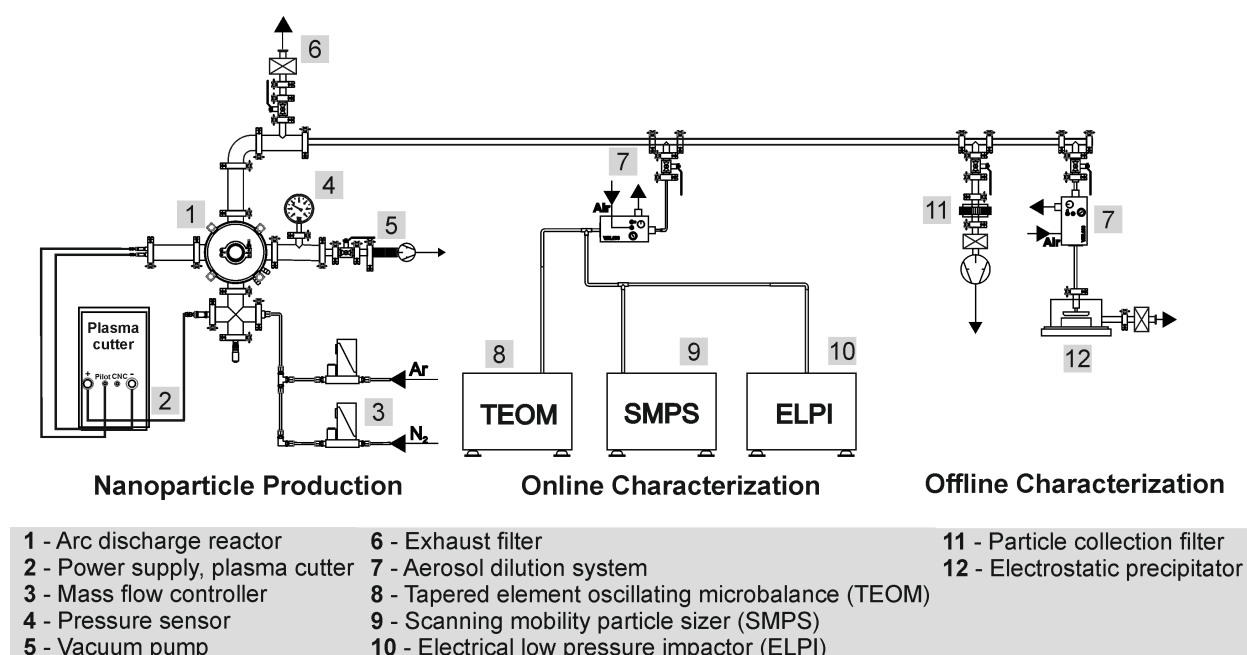 6
7
4
Air
1
5
11
7
Air
Plasma
cutter
Ar
8
9
10
12
+ Pilot CNC -
2
3
TEOM
SMPS
ELPI
N₂
Nanoparticle Production
Online Characterization
Offline Characterization
1 - Arc discharge reactor
2 - Power supply, plasma cutter
3 - Mass flow controller
4 - Pressure sensor
5 - Vacuum pump
6 - Exhaust filter
7 - Aerosol dilution system
8 - Tapered element oscillating microbalance (TEOM)
9 - Scanning mobility particle sizer (SMPS)
10 - Electrical low pressure impactor (ELPI)
11 - Particle collection filter
12 - Electrostatic precipitator